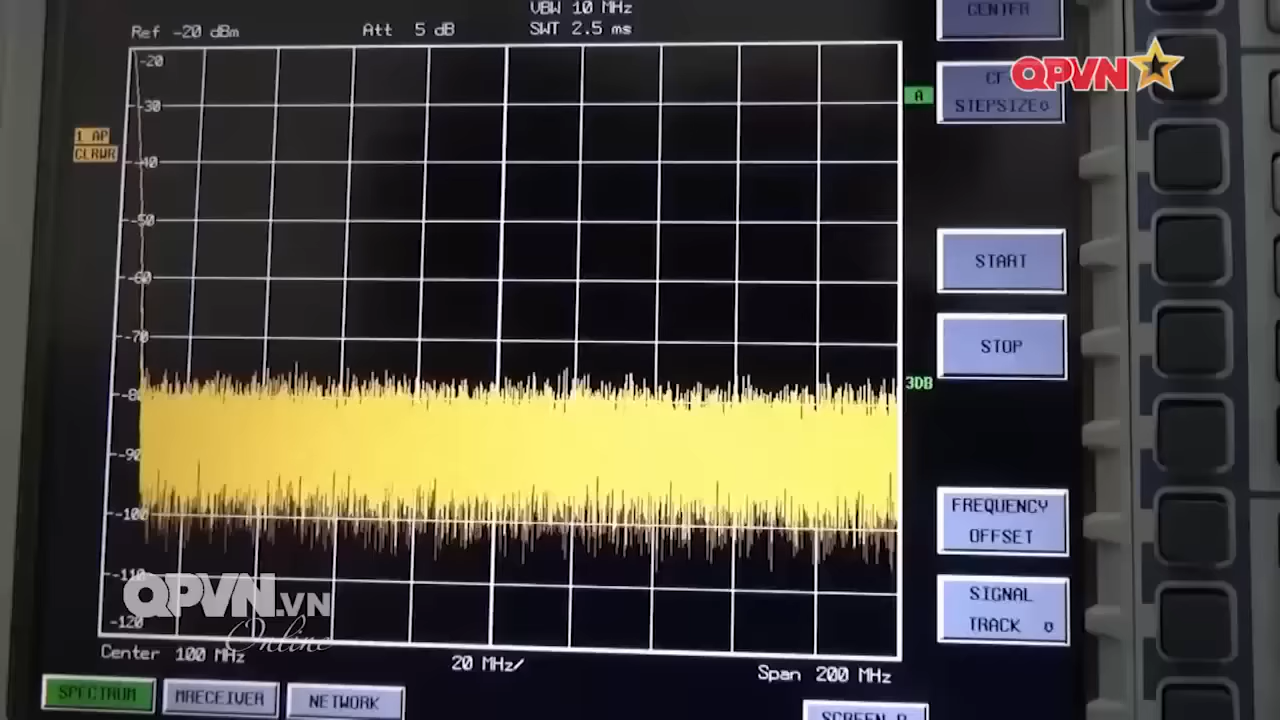 VBW 10 MHz
Ref -20 dBm
Att 5 dB
SWT 2.5 ms
CENTER
CF
STEPSIZE
QPVN
A
-20
-30
1 AP
CLRWR
-40
-50
START
-60
-70
STOP
3DB
-80
-90
-100
FREQUENCY
OFFSET
-110
QPVN.VN
Online
SIGNAL
TRACK
-120
Center 100 MHz
20 MHz/
Span 200 MHz
SPECTRUM
MRECEIVER
NETWORK
SCREEN B